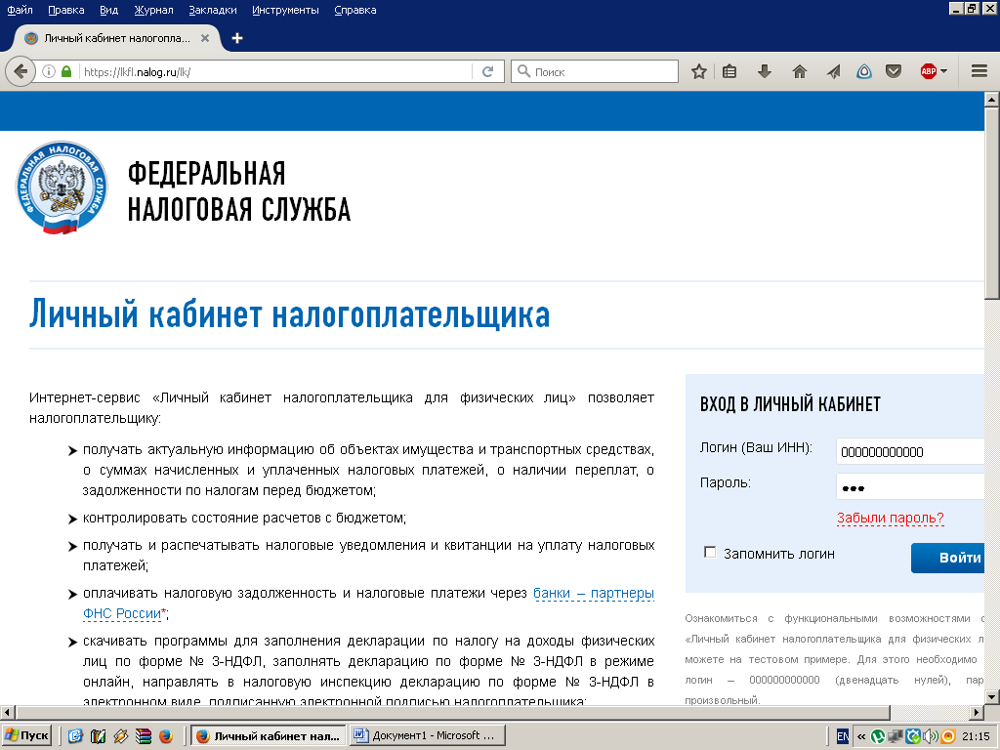 Файл Правка Вид Журнал Закладки Инструменты Справка
Личный кабинет налогопла...
https://lkfl.nalog.ru/lk/
Поиск
ABP
ФЕДЕРАЛЬНАЯ НАЛОГОВАЯ СЛУЖБА
ФЕДЕРАЛЬНАЯ
НАЛОГОВАЯ СЛУЖБА
Личный кабинет налогоплательщика
Интернет-сервис «Личный кабинет налогоплательщика для физических лиц» позволяет
налогоплательщику:
получать актуальную информацию об объектах имущества и транспортных средствах,
о суммах начисленных и уплаченных налоговых платежей, о наличии переплат, о
задолженности по налогам перед бюджетом;
контролировать состояние расчетов с бюджетом;
получать и распечатывать налоговые уведомления и квитанции на уплату налоговых
платежей;
оплачивать налоговую задолженность и налоговые платежи через банки – партнеры
ФНС России*;
скачивать программы для заполнения декларации по налогу на доходы физических
лиц по форме № 3-НДФЛ, заполнять декларацию по форме № 3-НДФЛ в режиме
онлайн, направлять в налоговую инспекцию декларацию по форме № 3-НДФЛ в
электронном виде, подписанную электронной подписью налогоплательщика;
ВХОД В ЛИЧНЫЙ КАБИНЕТ
Логин (Ваш ИНН): 000000000000
Пароль: •••
Забыли пароль?
Запомнить логин
Войти
Ознакомиться с функциональными возможностями с
«Личный кабинет налогоплательщика для физических л
можете на тестовом примере. Для этого необходимо
логин – 000000000000 (двенадцать нулей), пар
произвольный.
Пуск
Личный кабинет нал...
Документ1 - Microsoft ...
EN
«
21:15